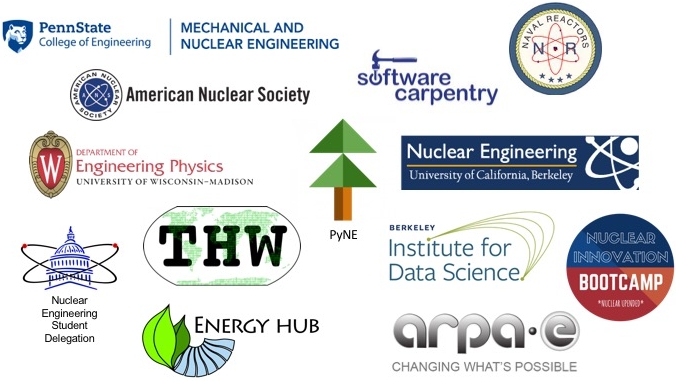 PennState
College of Engineering
MECHANICAL AND
NUCLEAR ENGINEERING
NAVAL REACTORS
N R
software
carpentry
AMERICAN NUCLEAR SOCIETY
ANS
American Nuclear Society
W
DEPARTMENT OF
Engineering Physics
UNIVERSITY OF WISCONSIN–MADISON
PyNE
Nuclear Engineering
University of California, Berkeley
THW
BERKELEY
Institute for
Data Science
NUCLEAR
INNOVATION
BOOTCAMP
*NUCLEAR UPENDED*
Nuclear
Engineering
Student
Delegation
ENERGY HUB
arpa·e
CHANGING WHAT'S POSSIBLE